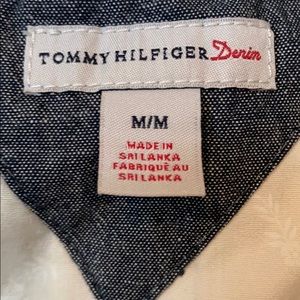 TOMMY HILFIGER Denim
M/M
MADE IN
SRI LANKA
FABRIQUÉ AU
SRI LANKA